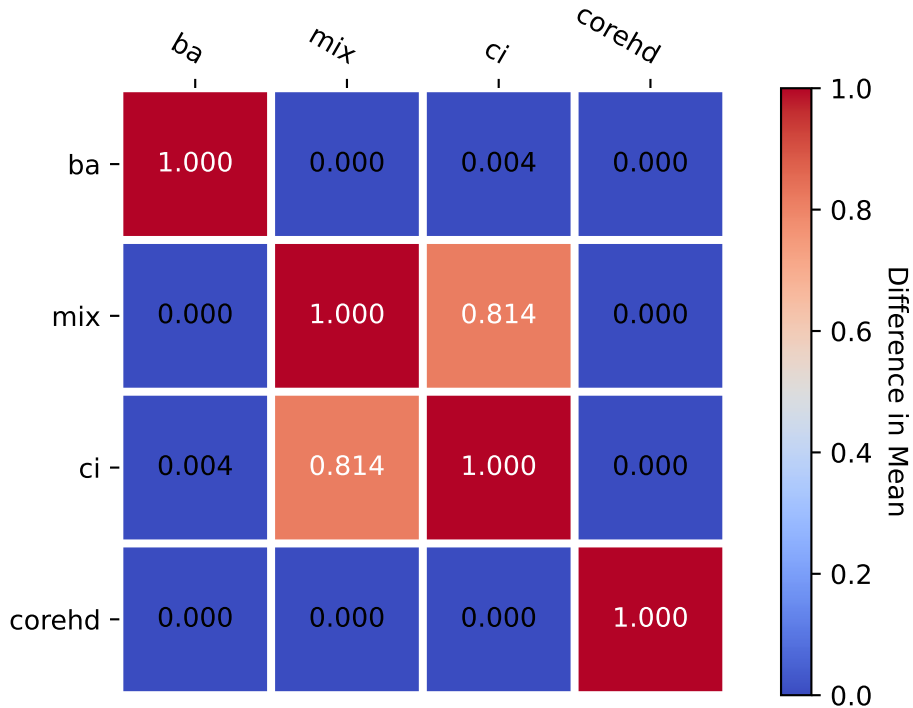 ba mix ci corehd
ba 1.000 0.000 0.004 0.000
mix 0.000 1.000 0.814 0.000
ci 0.004 0.814 1.000 0.000
corehd 0.000 0.000 0.000 1.000
1.0
0.8
0.6
0.4
0.2
0.0
Difference in Mean